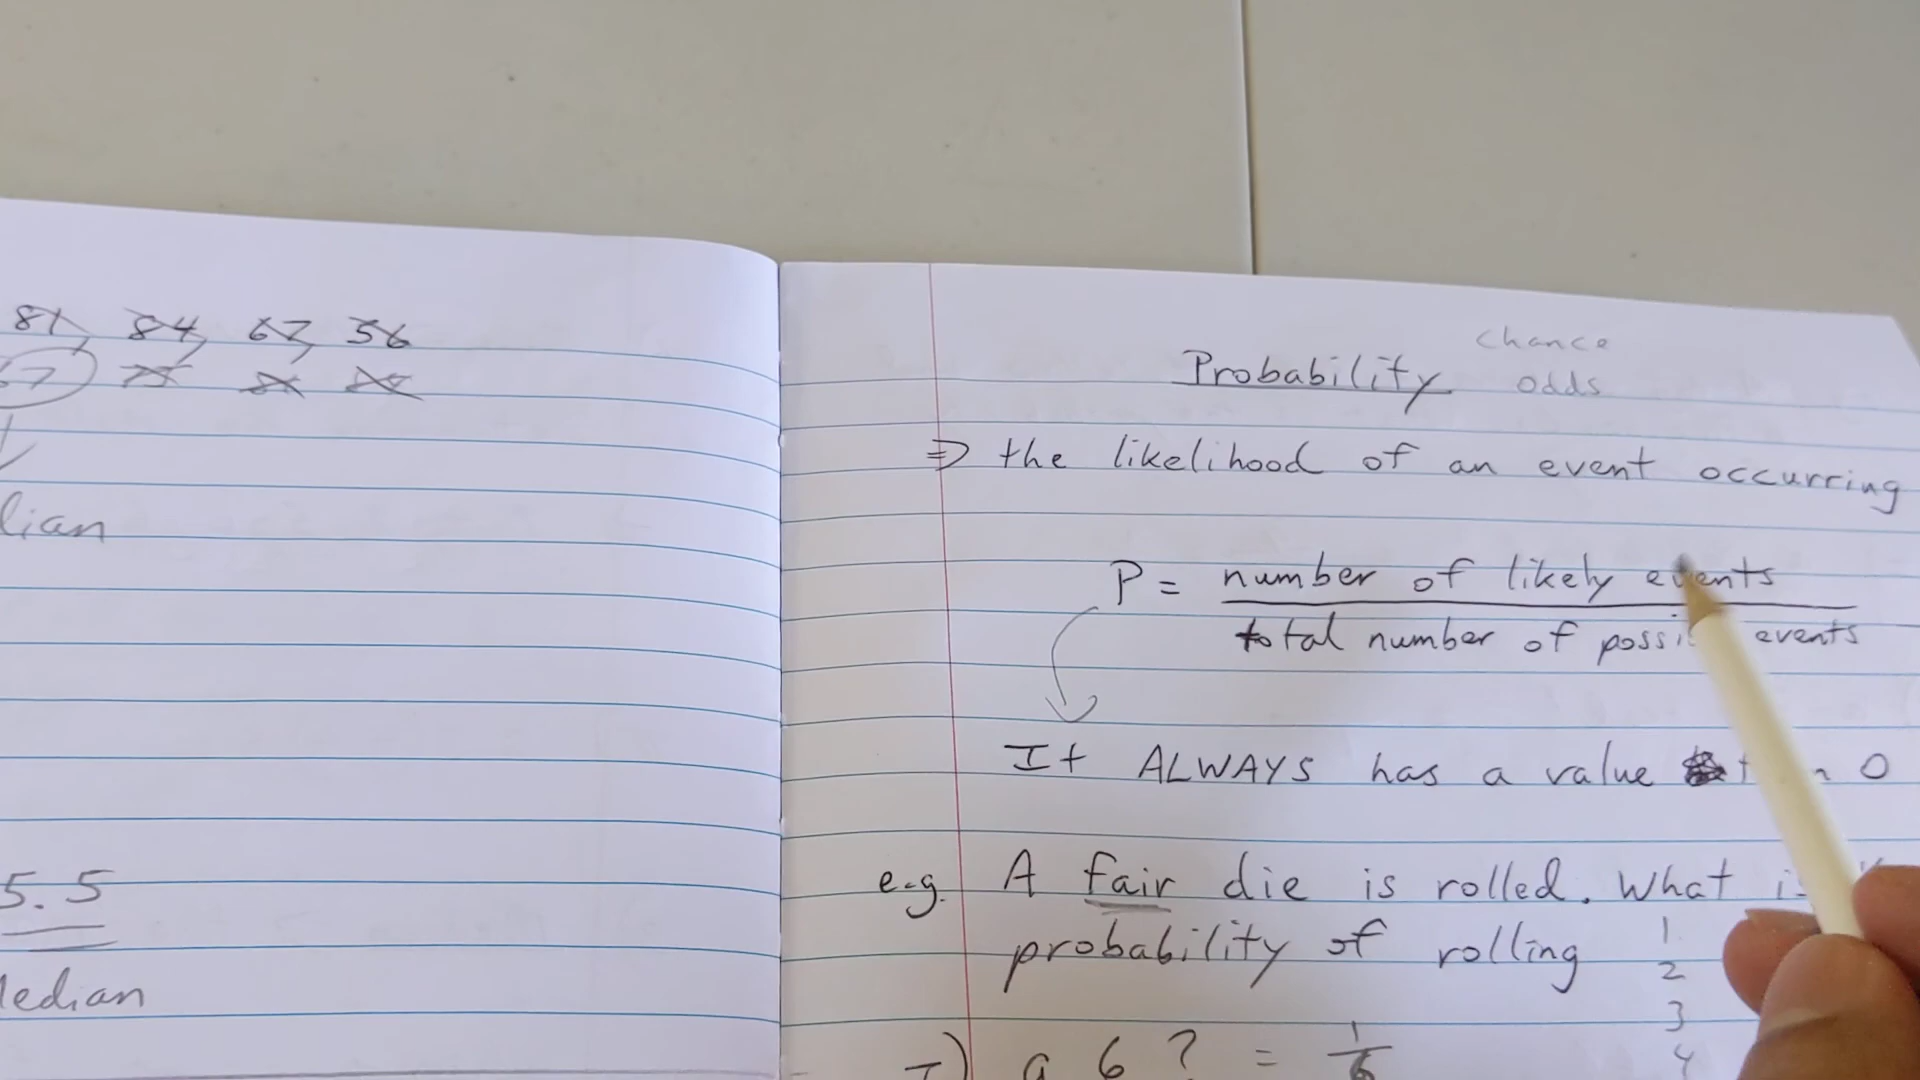 81, 84, 67, 56
lian
5.5
edian
chance
Probability odds
⇒ the likelihood of an event occurring
P = number of likely events
total number of possi events
It ALWAYS has a value 0
e.g. A fair die is rolled. What
probability of rolling
1
2
3
4
I) a 6 ? = 1/6